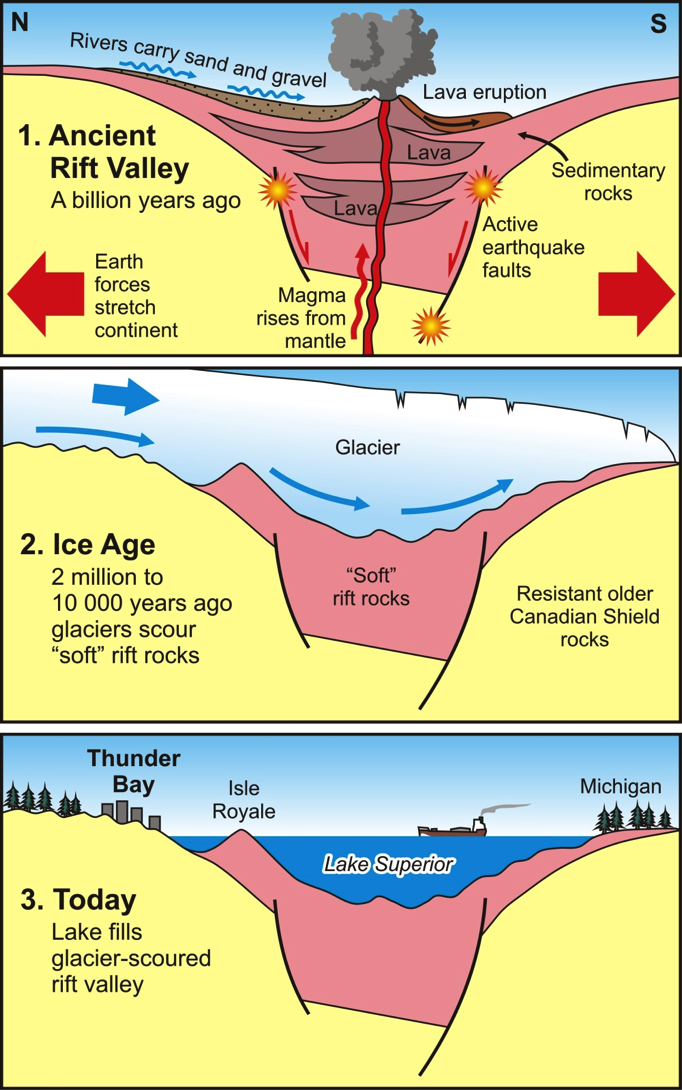 N
S
Rivers carry sand and gravel
Lava eruption
1. Ancient
Rift Valley
A billion years ago
Lava
Sedimentary
rocks
Lava
Active
earthquake
faults
Earth
forces
stretch
continent
Magma
rises from
mantle
Glacier
2. Ice Age
2 million to
10 000 years ago
glaciers scour
"soft" rift rocks
“Soft”
rift rocks
Resistant older
Canadian Shield
rocks
Thunder
Bay
Isle
Royale
Michigan
Lake Superior
3. Today
Lake fills
glacier-scoured
rift valley